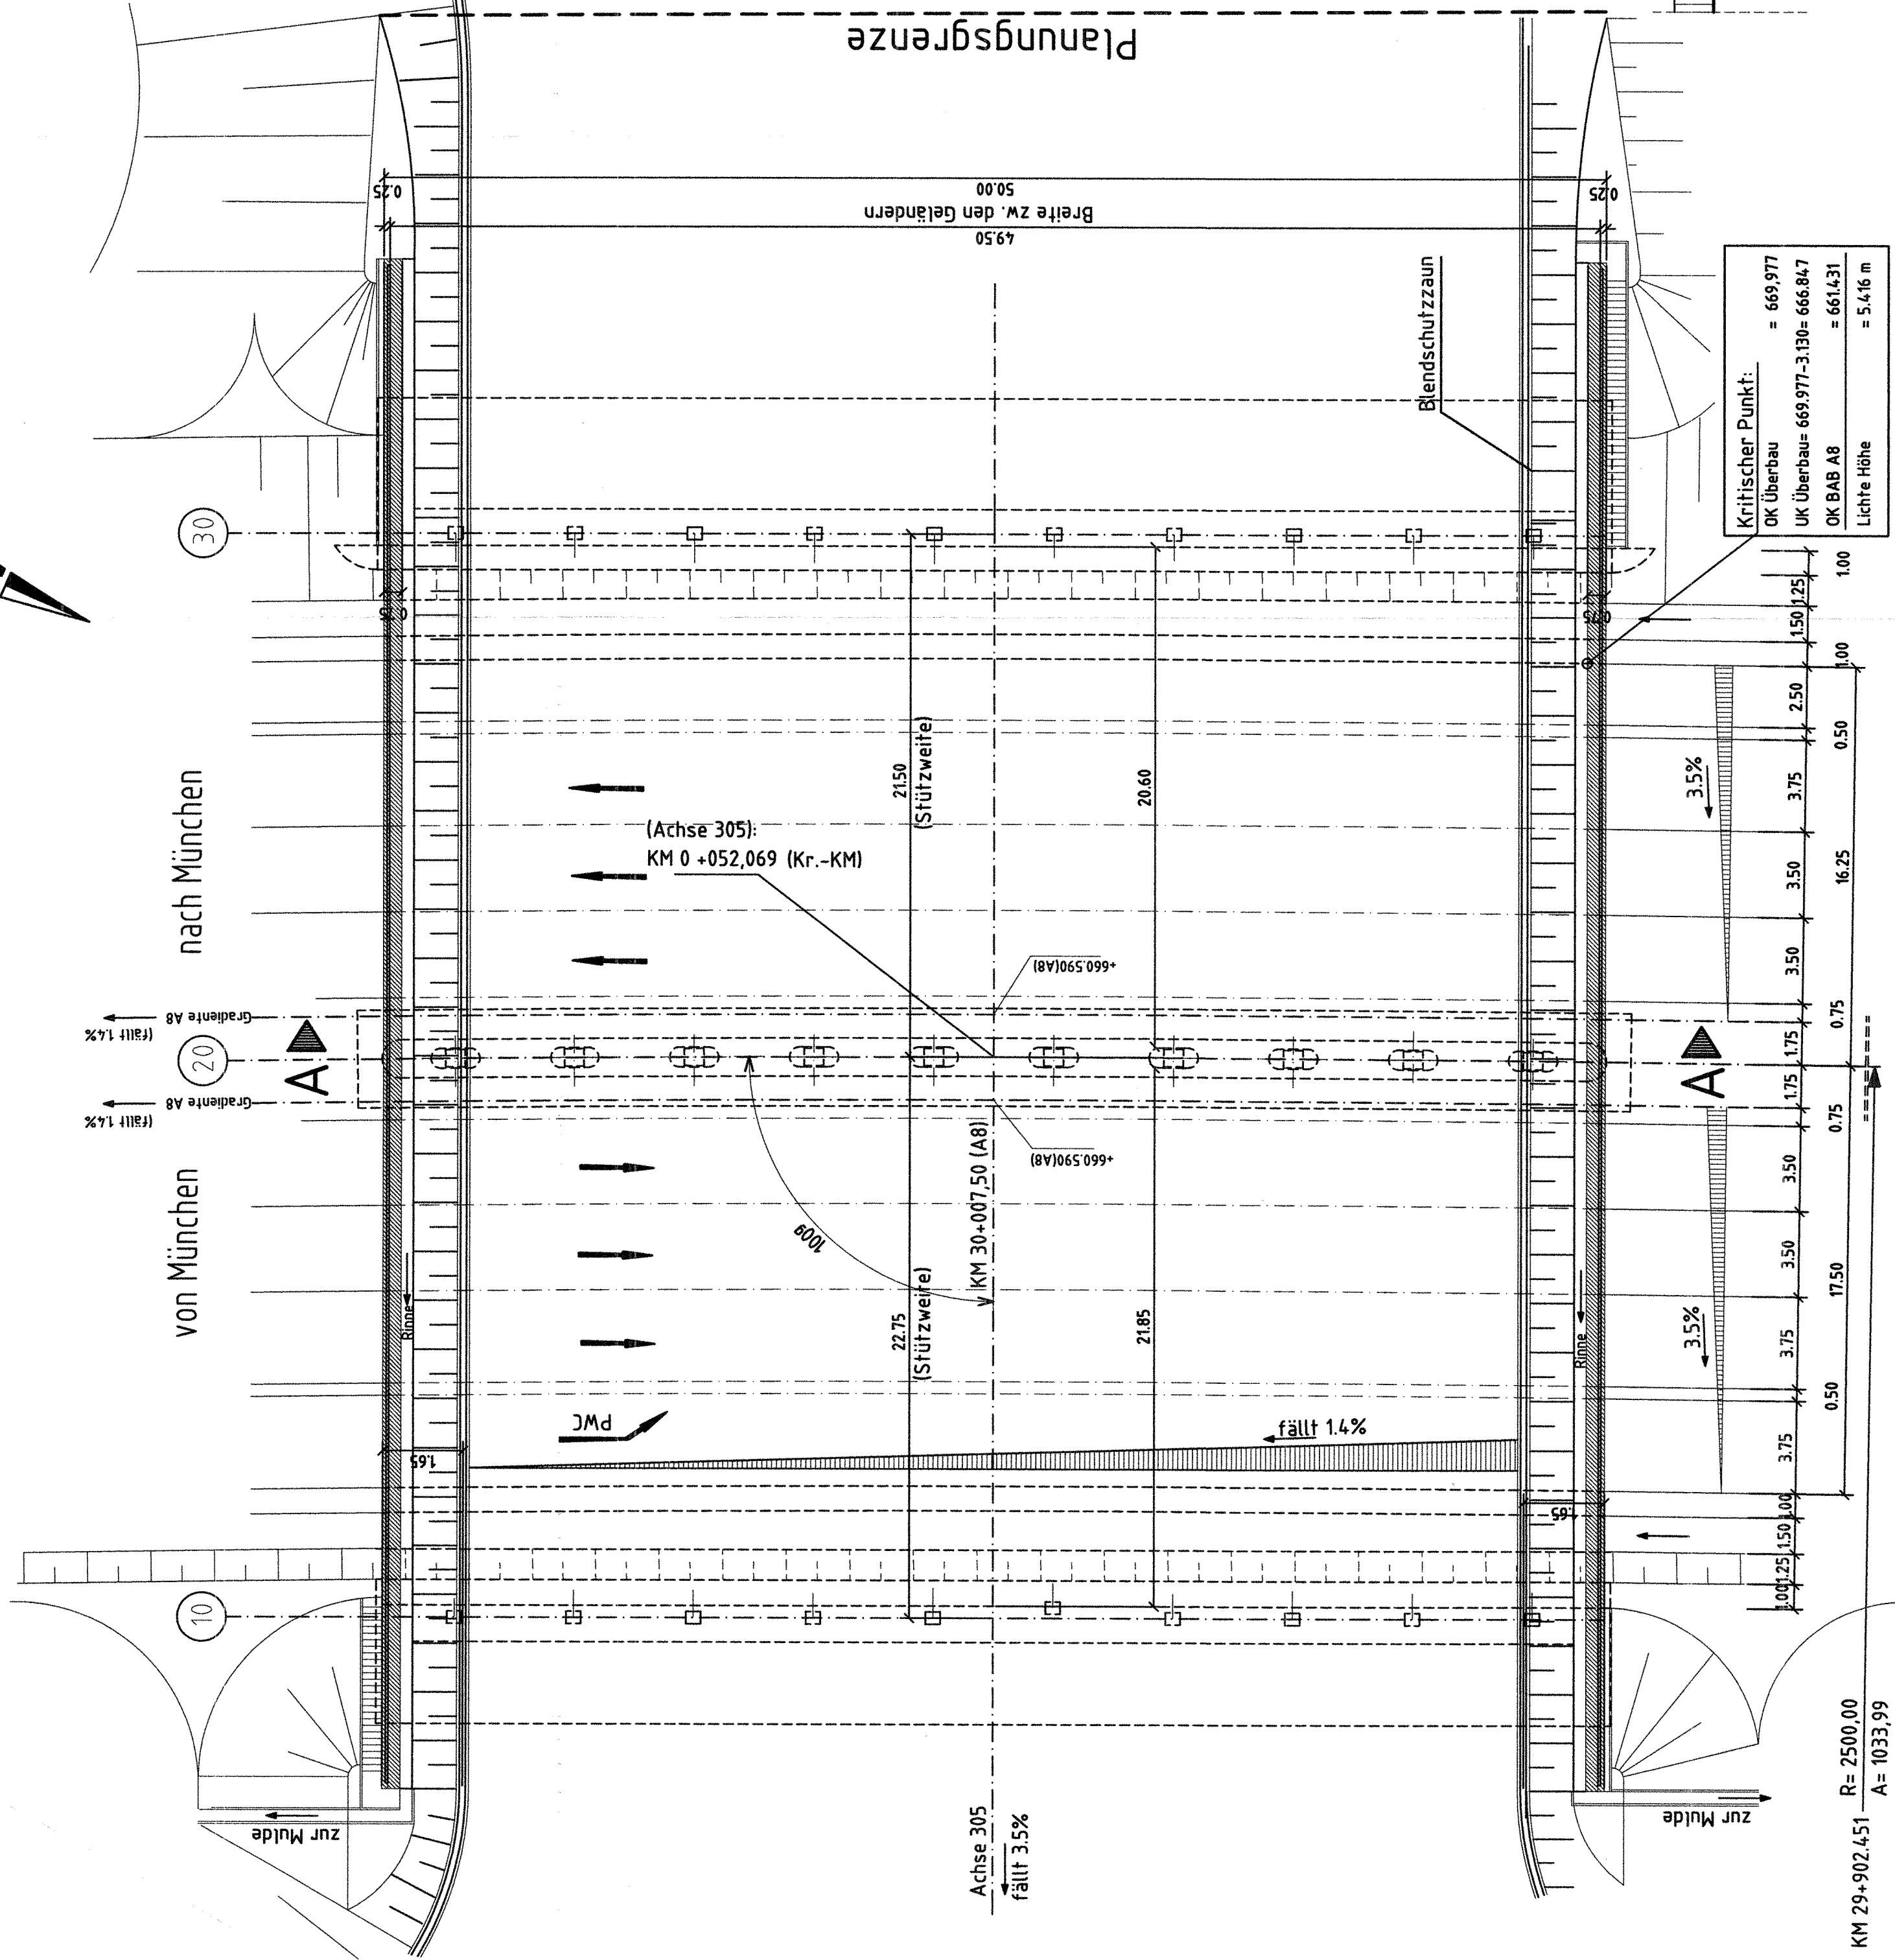 Planungsgrenze
0.25
50.00
0.25
Breite zw. den Geländern
49.50
Blendschutzzaun
Kritischer Punkt:
OK Überbau = 669,977
UK Überbau= 669.977-3.130= 666.847
OK BAB A8 = 661.431
Lichte Höhe = 5.416 m
30
0.75
nach München
21.50
(Stützweite)
20.60
(Achse 305):
KM 0 +052,069 (Kr.-KM)
+660.590(A8)
Gradiente A8
(fällt 1.4%
20
A
A
Gradiente A8
(fällt 1.4%
+660.590(A8)
KM 30+007,50 (A8)
100g
von München
22.75
(Stützweite)
21.85
Rinne
Rinne
PWC
fällt 1.4%
1.65
1.65
10
3.5%
3.5%
1.00
1.25
1.50
1.00
2.50
0.50
3.75
3.50
16.25
3.50
0.75
1.75
1.75
0.75
3.50
3.50
17.50
3.75
0.50
3.75
1.00
1.50
1.25
1.00
zur Mulde
zur Mulde
Achse 305
fällt 3.5%
KM 29+902.451
R= 2500,00
A= 1033,99